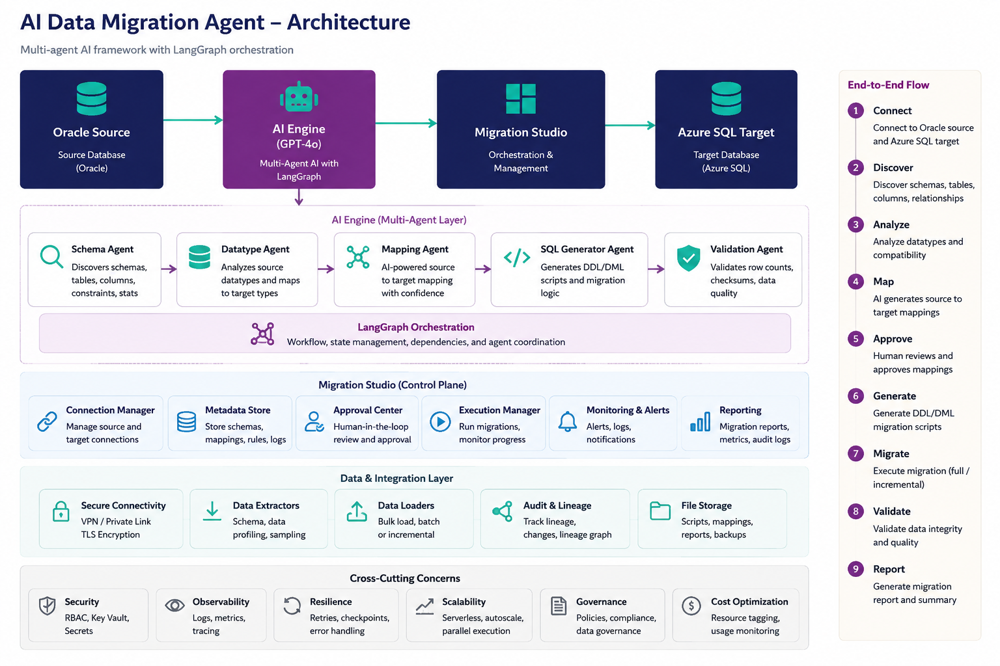 AI Data Migration Agent – Architecture
Multi-agent AI framework with LangGraph orchestration
Oracle Source
Source Database
(Oracle)
AI Engine
(GPT-4o)
Multi-Agent AI with
LangGraph
Migration Studio
Orchestration &
Management
Azure SQL Target
Target Database
(Azure SQL)
AI Engine (Multi-Agent Layer)
Schema Agent
Discovers schemas,
tables, columns,
constraints, stats
Datatype Agent
Analyzes source
datatypes and maps
to target types
Mapping Agent
AI-powered source
to target mapping
with confidence
SQL Generator Agent
Generates DDL/DML
scripts and migration
logic
Validation Agent
Validates row counts,
checksums, data
quality
LangGraph Orchestration
Workflow, state management, dependencies, and agent coordination
Migration Studio (Control Plane)
Connection Manager
Manage source and
target connections
Metadata Store
Store schemas,
mappings, rules, logs
Approval Center
Human-in-the-loop
review and approval
Execution Manager
Run migrations,
monitor progress
Monitoring & Alerts
Alerts, logs,
notifications
Reporting
Migration reports,
metrics, audit logs
Data & Integration Layer
Secure Connectivity
VPN / Private Link
TLS Encryption
Data Extractors
Schema, data
profiling, sampling
Data Loaders
Bulk load, batch
or incremental
Audit & Lineage
Track lineage,
changes, lineage graph
File Storage
Scripts, mappings,
reports, backups
Cross-Cutting Concerns
Security
RBAC, Key Vault,
Secrets
Observability
Logs, metrics,
tracing
Resilience
Retries, checkpoints,
error handling
Scalability
Serverless, autoscale,
parallel execution
Governance
Policies, compliance,
data governance
$
Cost Optimization
Resource tagging,
usage monitoring
End-to-End Flow
1 Connect
Connect to Oracle source
and Azure SQL target
2 Discover
Discover schemas, tables,
columns, relationships
3 Analyze
Analyze datatypes and
compatibility
4 Map
AI generates source to
target mappings
5 Approve
Human reviews and
approves mappings
6 Generate
Generate DDL/DML
migration scripts
7 Migrate
Execute migration (full /
incremental)
8 Validate
Validate data integrity
and quality
9 Report
Generate migration
report and summary